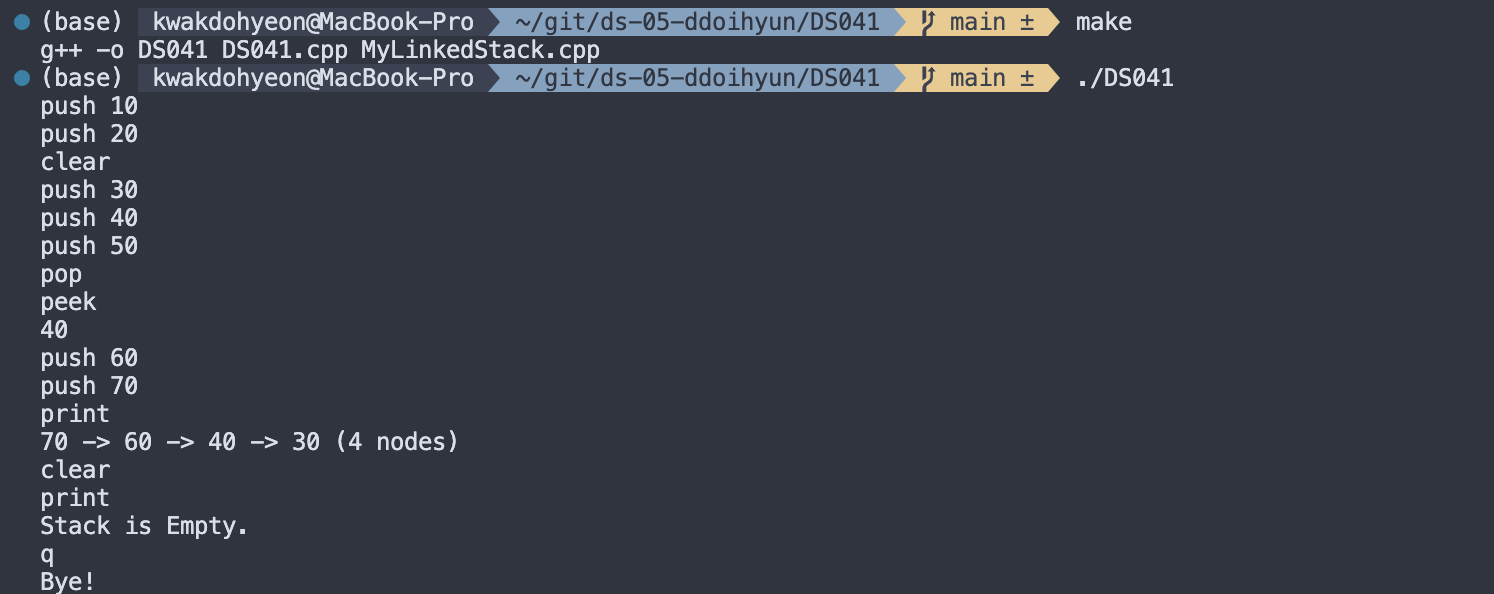 (base) kwakdohyeon@MacBook-Pro ~/git/ds-05-ddoihyun/DS041 main ± make
g++ -o DS041 DS041.cpp MyLinkedStack.cpp
(base) kwakdohyeon@MacBook-Pro ~/git/ds-05-ddoihyun/DS041 main ± ./DS041
push 10
push 20
clear
push 30
push 40
push 50
pop
peek
40
push 60
push 70
print
70 -> 60 -> 40 -> 30 (4 nodes)
clear
print
Stack is Empty.
q
Bye!